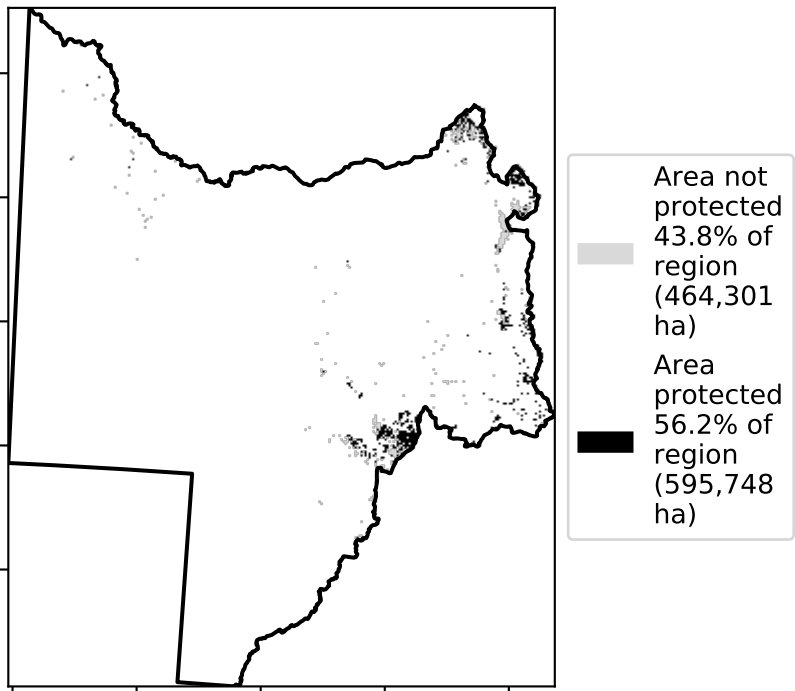 Area not
protected
43.8% of
region
(464,301
ha)
Area
protected
56.2% of
region
(595,748
ha)